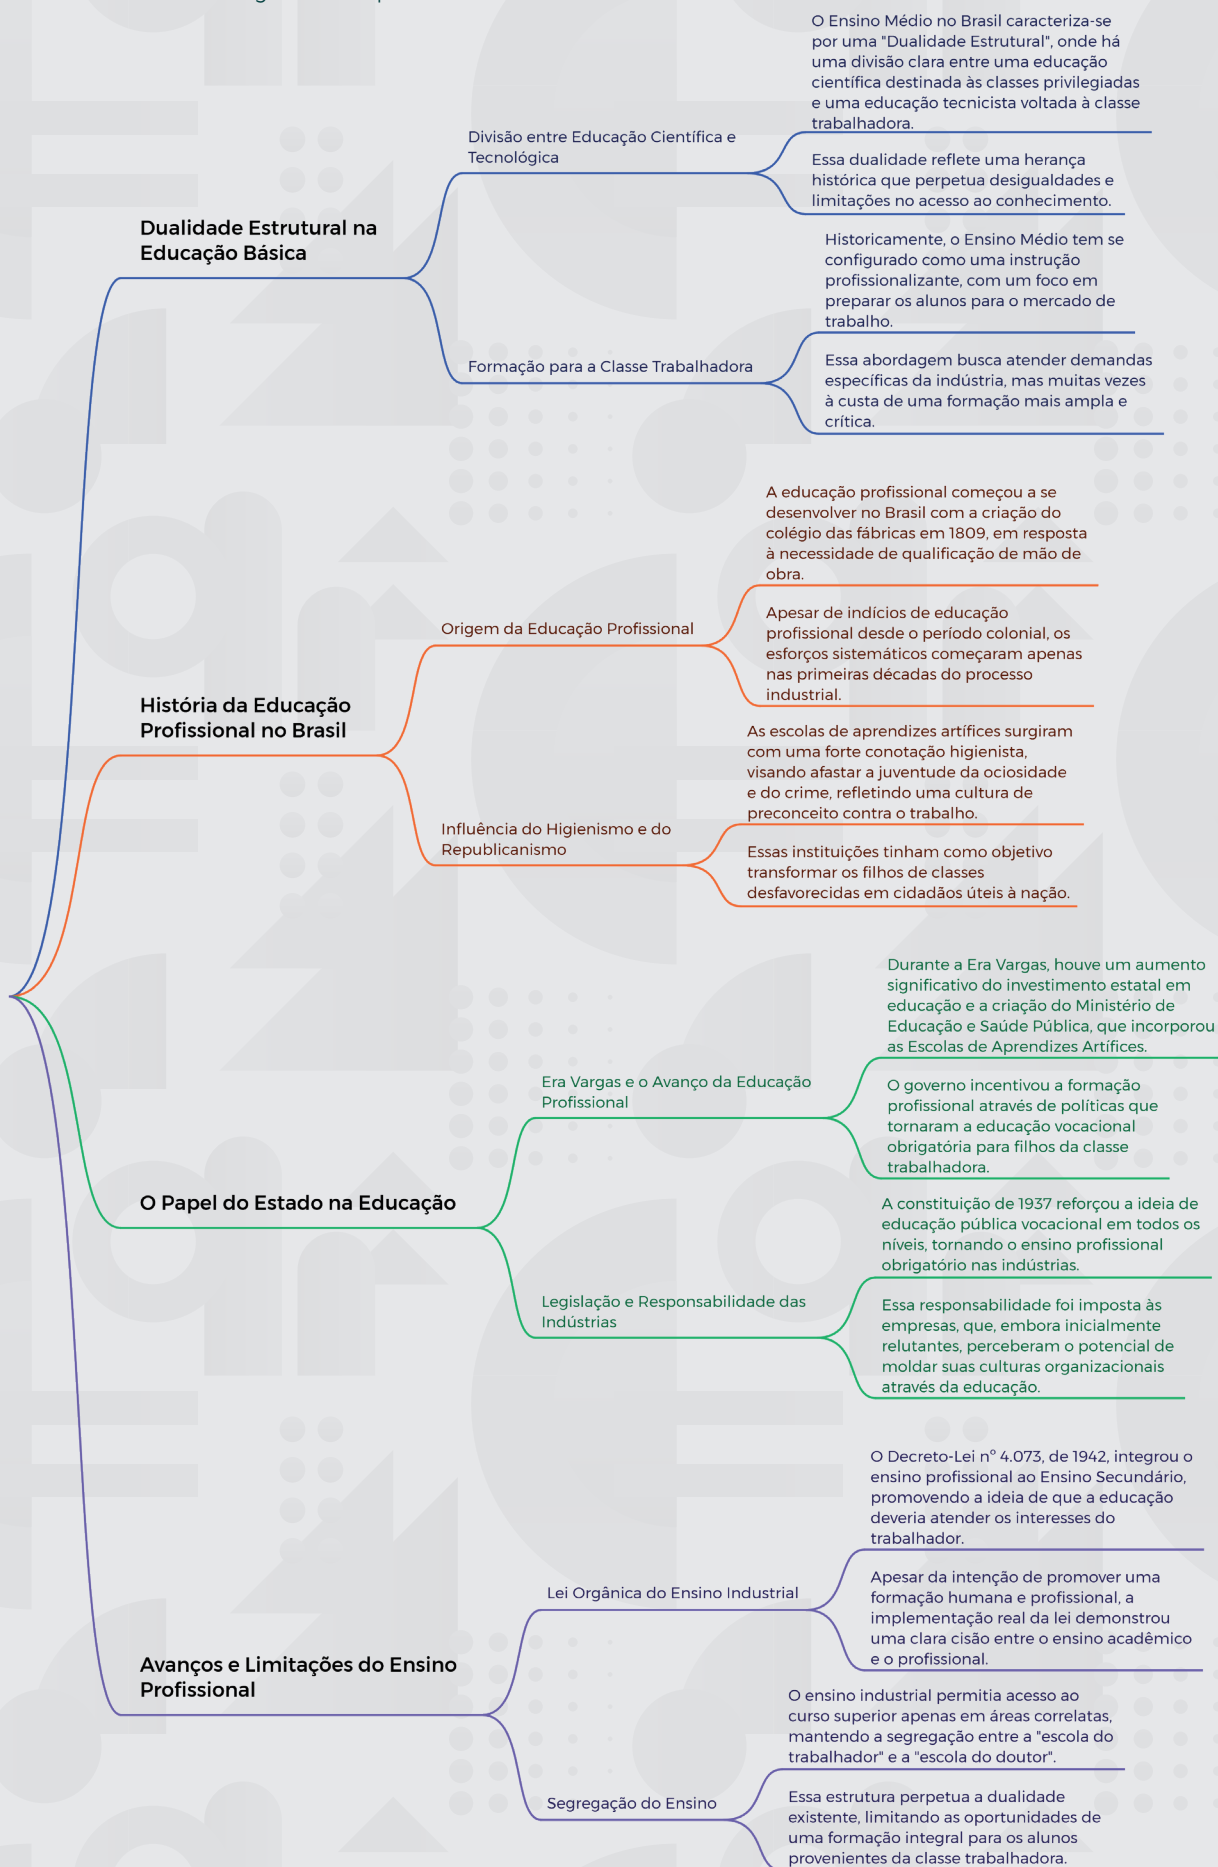 O Ensino Médio no Brasil caracteriza-se
por uma "Dualidade Estrutural", onde há
uma divisão clara entre uma educação
científica destinada às classes privilegiadas
e uma educação tecnicista voltada à classe
trabalhadora.
Divisão entre Educação Científica e
Tecnológica
Essa dualidade reflete uma herança
histórica que perpetua desigualdades e
limitações no acesso ao conhecimento.
Dualidade Estrutural na
Educação Básica
Historicamente, o Ensino Médio tem se
configurado como uma instrução
profissionalizante, com um foco em
preparar os alunos para o mercado de
trabalho.
Formação para a Classe Trabalhadora
Essa abordagem busca atender demandas
específicas da indústria, mas muitas vezes
à custa de uma formação mais ampla e
crítica.
A educação profissional começou a se
desenvolver no Brasil com a criação do
colégio das fábricas em 1809, em resposta
à necessidade de qualificação de mão de
obra.
Origem da Educação Profissional
Apesar de indícios de educação
profissional desde o período colonial, os
esforços sistemáticos começaram apenas
nas primeiras décadas do processo
industrial.
História da Educação
Profissional no Brasil
As escolas de aprendizes artífices surgiram
com uma forte conotação higienista,
visando afastar a juventude da ociosidade
e do crime, refletindo uma cultura de
preconceito contra o trabalho.
Influência do Higienismo e do
Republicanismo
Essas instituições tinham como objetivo
transformar os filhos de classes
desfavorecidas em cidadãos úteis à nação.
Durante a Era Vargas, houve um aumento
significativo do investimento estatal em
educação e a criação do Ministério de
Educação e Saúde Pública, que incorporou
as Escolas de Aprendizes Artífices.
Era Vargas e o Avanço da Educação
Profissional
O governo incentivou a formação
profissional através de políticas que
tornaram a educação vocacional
obrigatória para filhos da classe
trabalhadora.
O Papel do Estado na Educação
A constituição de 1937 reforçou a ideia de
educação pública vocacional em todos os
níveis, tornando o ensino profissional
obrigatório nas indústrias.
Legislação e Responsabilidade das
Indústrias
Essa responsabilidade foi imposta às
empresas, que, embora inicialmente
relutantes, perceberam o potencial de
moldar suas culturas organizacionais
através da educação.
O Decreto-Lei nº 4.073, de 1942, integrou o
ensino profissional ao Ensino Secundário,
promovendo a ideia de que a educação
deveria atender os interesses do
trabalhador.
Lei Orgânica do Ensino Industrial
Apesar da intenção de promover uma
formação humana e profissional, a
implementação real da lei demonstrou
uma clara cisão entre o ensino acadêmico
e o profissional.
Avanços e Limitações do Ensino
Profissional
O ensino industrial permitia acesso ao
curso superior apenas em áreas correlatas,
mantendo a segregação entre a "escola do
trabalhador" e a "escola do doutor".
Segregação do Ensino
Essa estrutura perpetua a dualidade
existente, limitando as oportunidades de
uma formação integral para os alunos
provenientes da classe trabalhadora.